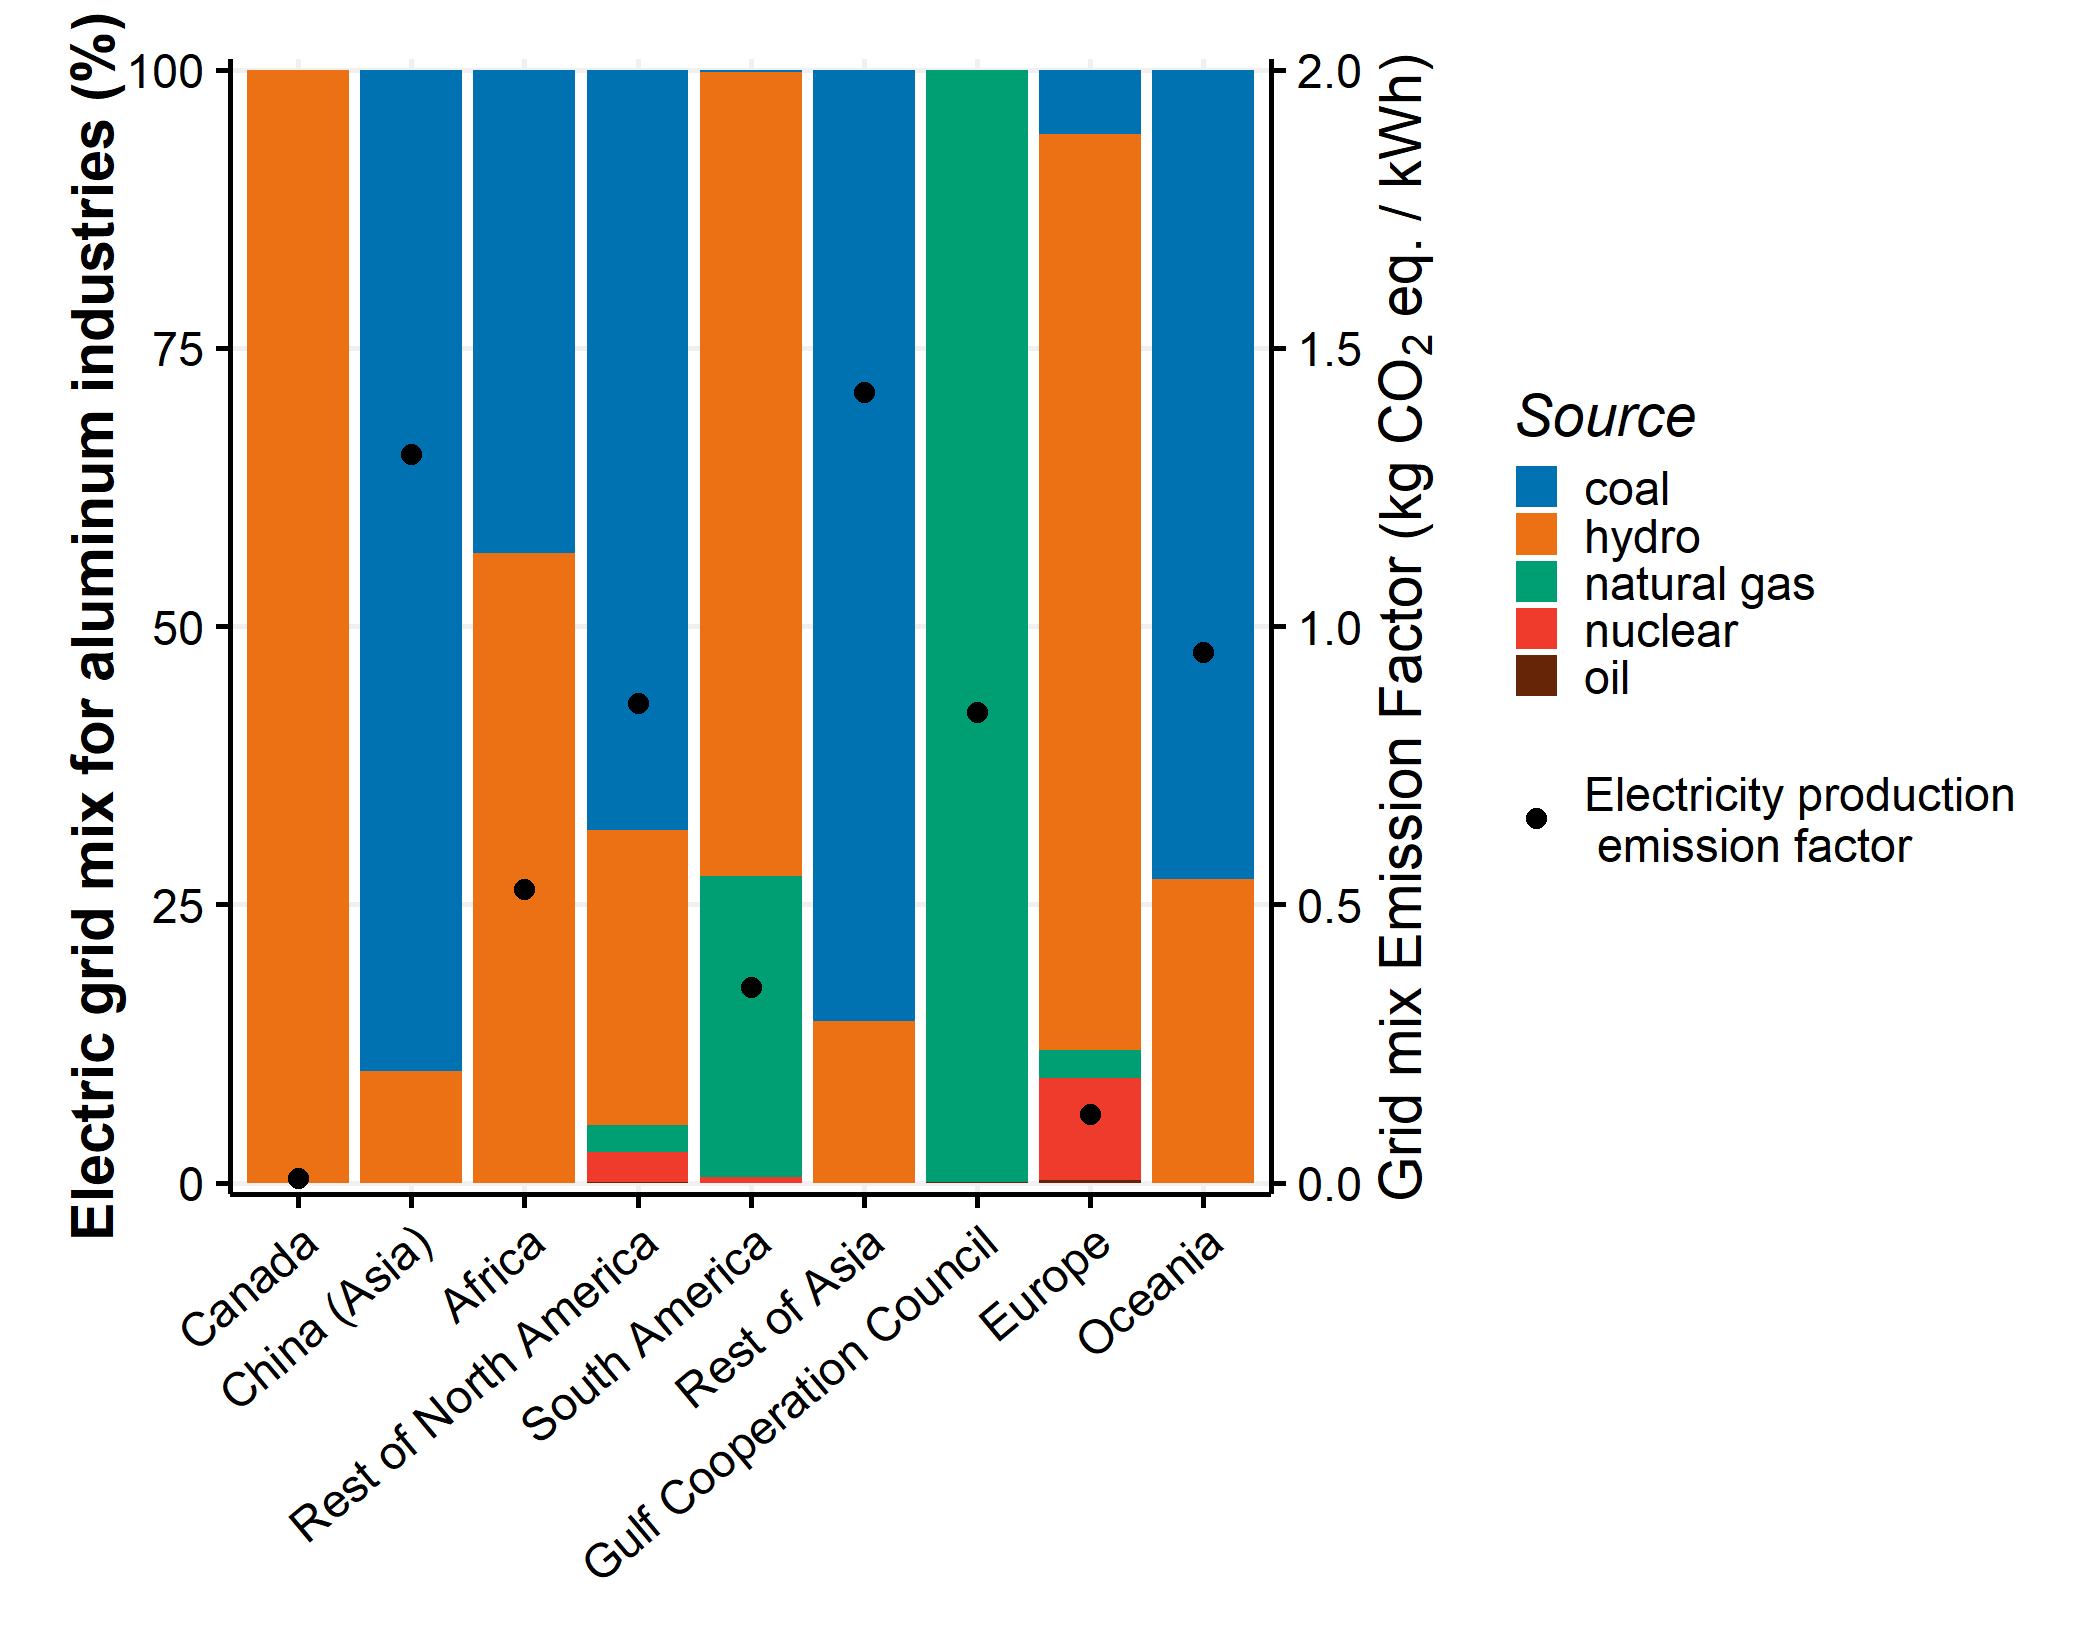 Electric grid mix for aluminum industries (%)
100
75
50
25
0
2.0
1.5
1.0
0.5
0.0
Grid mix Emission Factor (kg CO₂ eq. / kWh)
Canada
China (Asia)
Africa
Rest of North America
South America
Rest of Asia
Gulf Cooperation Council
Europe
Oceania
Source
coal
hydro
natural gas
nuclear
oil
Electricity production
emission factor